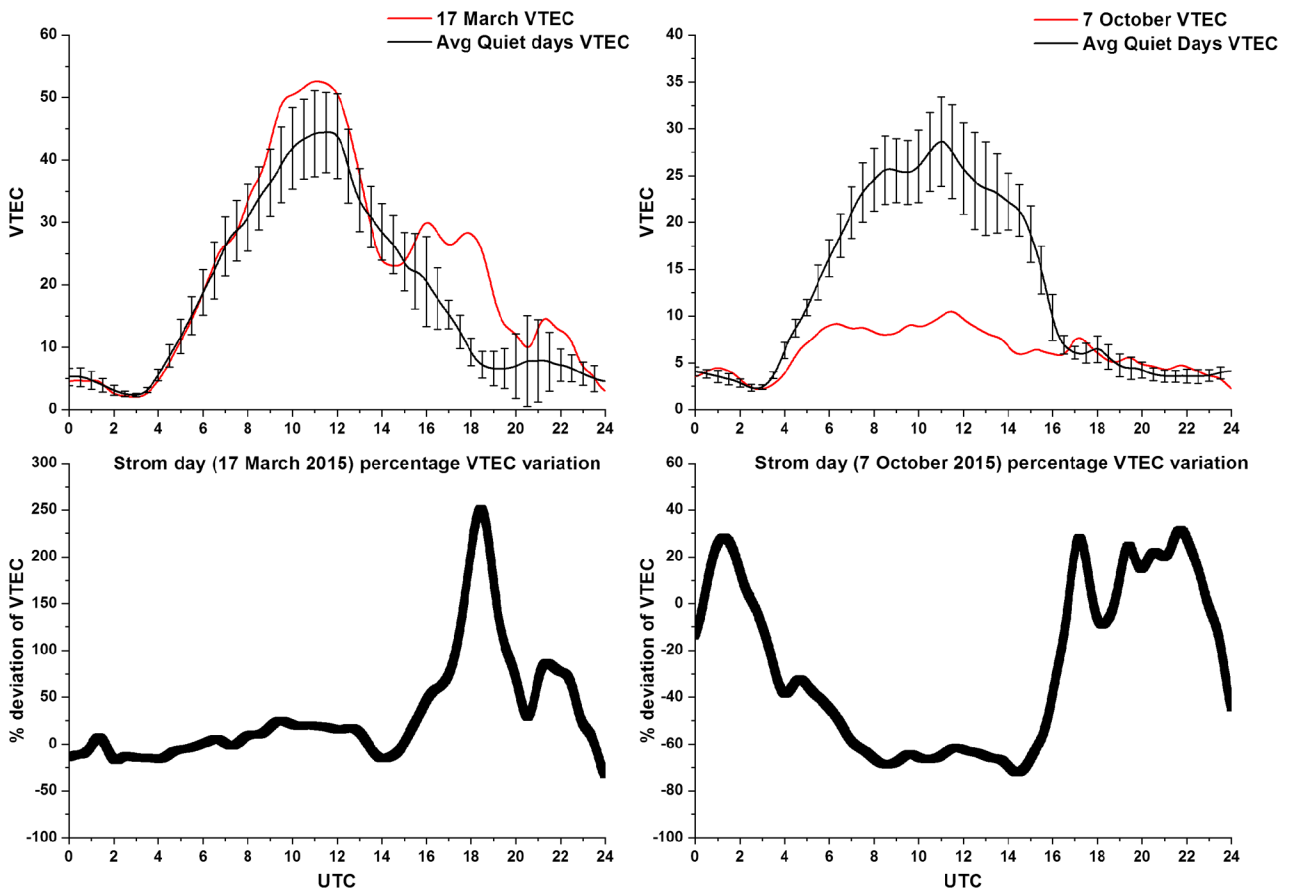 17 March VTEC
Avg Quiet days VTEC
60
50
40
30
20
10
0
VTEC
0 2 4 6 8 10 12 14 16 18 20 22 24
7 October VTEC
Avg Quiet Days VTEC
40
35
30
25
20
15
10
5
0
VTEC
0 2 4 6 8 10 12 14 16 18 20 22 24
Strom day (17 March 2015) percentage VTEC variation
300
250
200
150
100
50
0
-50
-100
% deviation of VTEC
0 2 4 6 8 10 12 14 16 18 20 22 24
UTC
Strom day (7 October 2015) percentage VTEC variation
60
40
20
0
-20
-40
-60
-80
-100
% deviation of VTEC
0 2 4 6 8 10 12 14 16 18 20 22 24
UTC